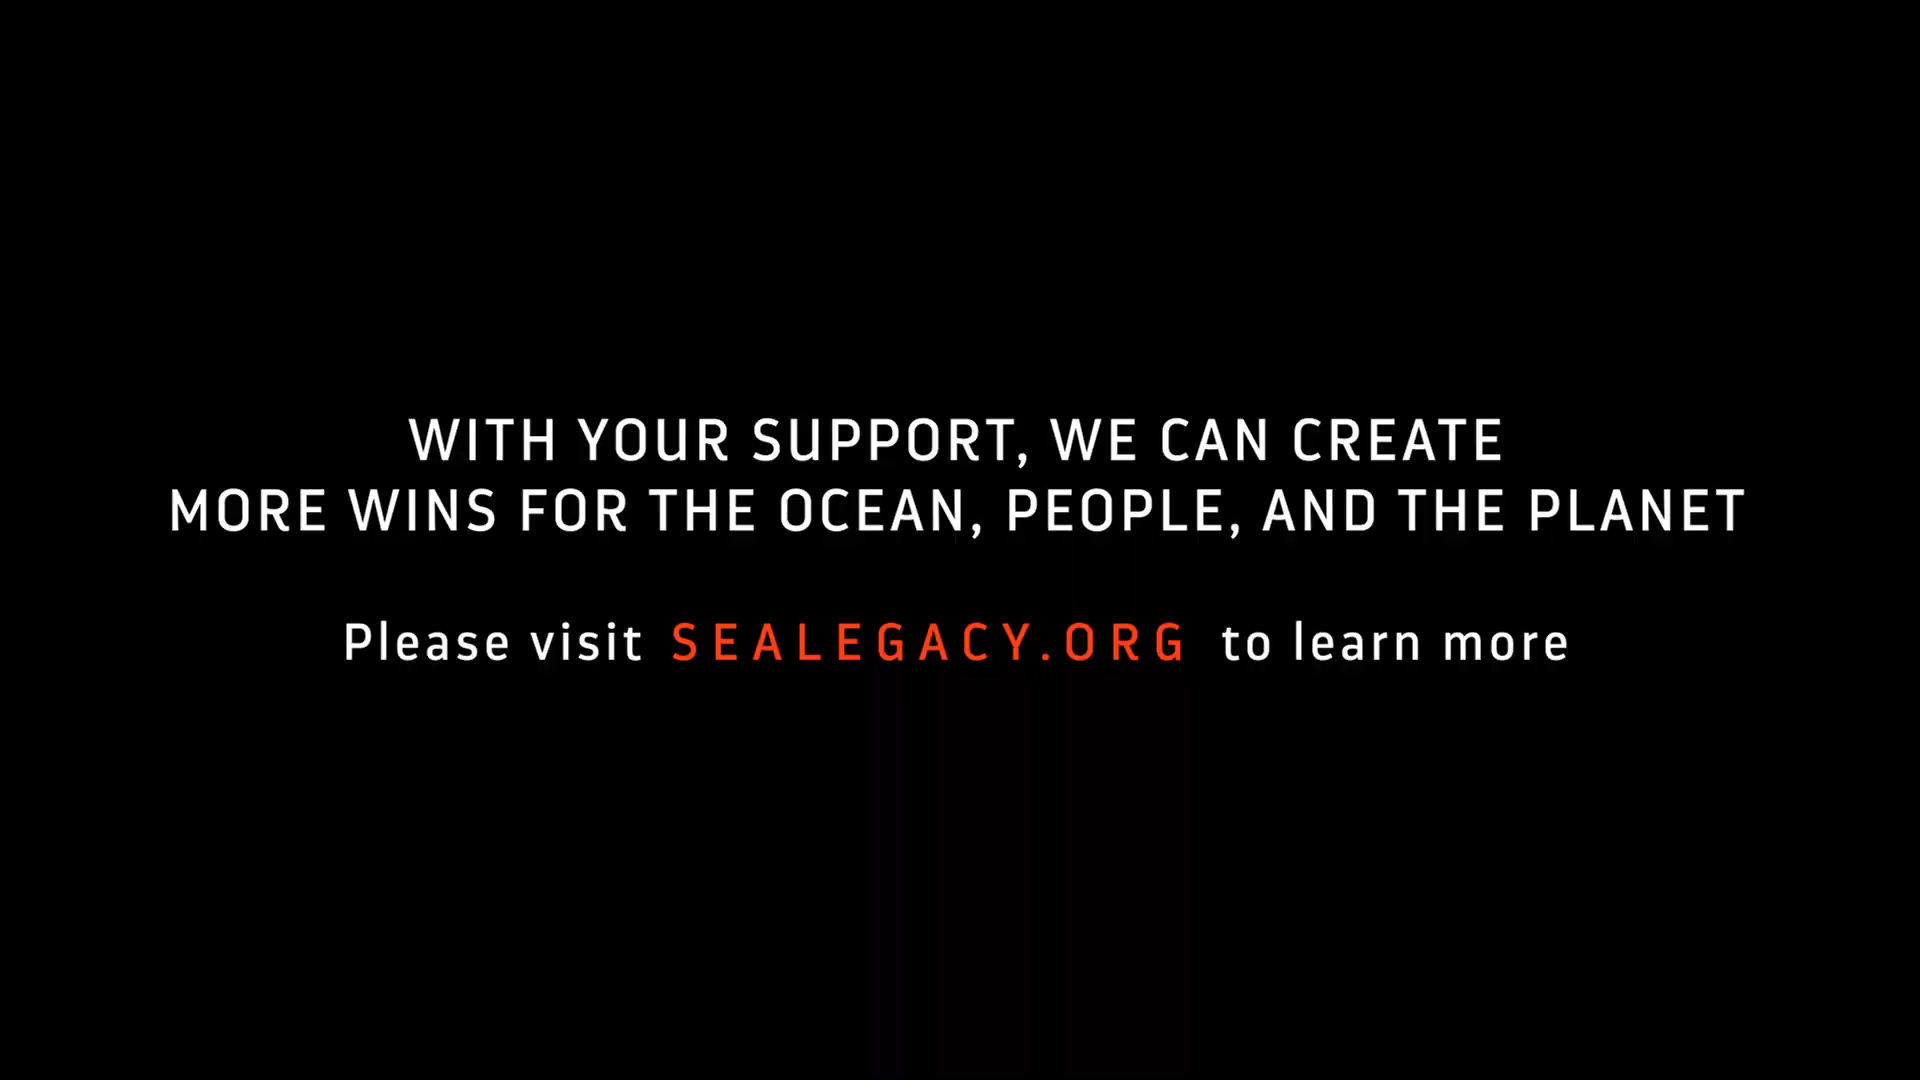 WITH YOUR SUPPORT, WE CAN CREATE
MORE WINS FOR THE OCEAN, PEOPLE, AND THE PLANET
Please visit SEALEGACY.ORG to learn more